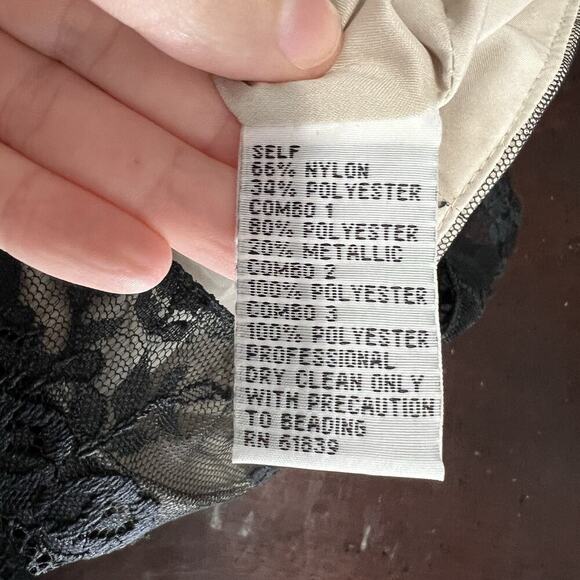 SELF
66% NYLON
34% POLYESTER
COMBO 1
80% POLYESTER
20% METALLIC
COMBO 2
100% POLYESTER
COMBO 3
100% POLYESTER
PROFESSIONAL
DRY CLEAN ONLY
WITH PRECAUTION
TO BEADING
RN 61839